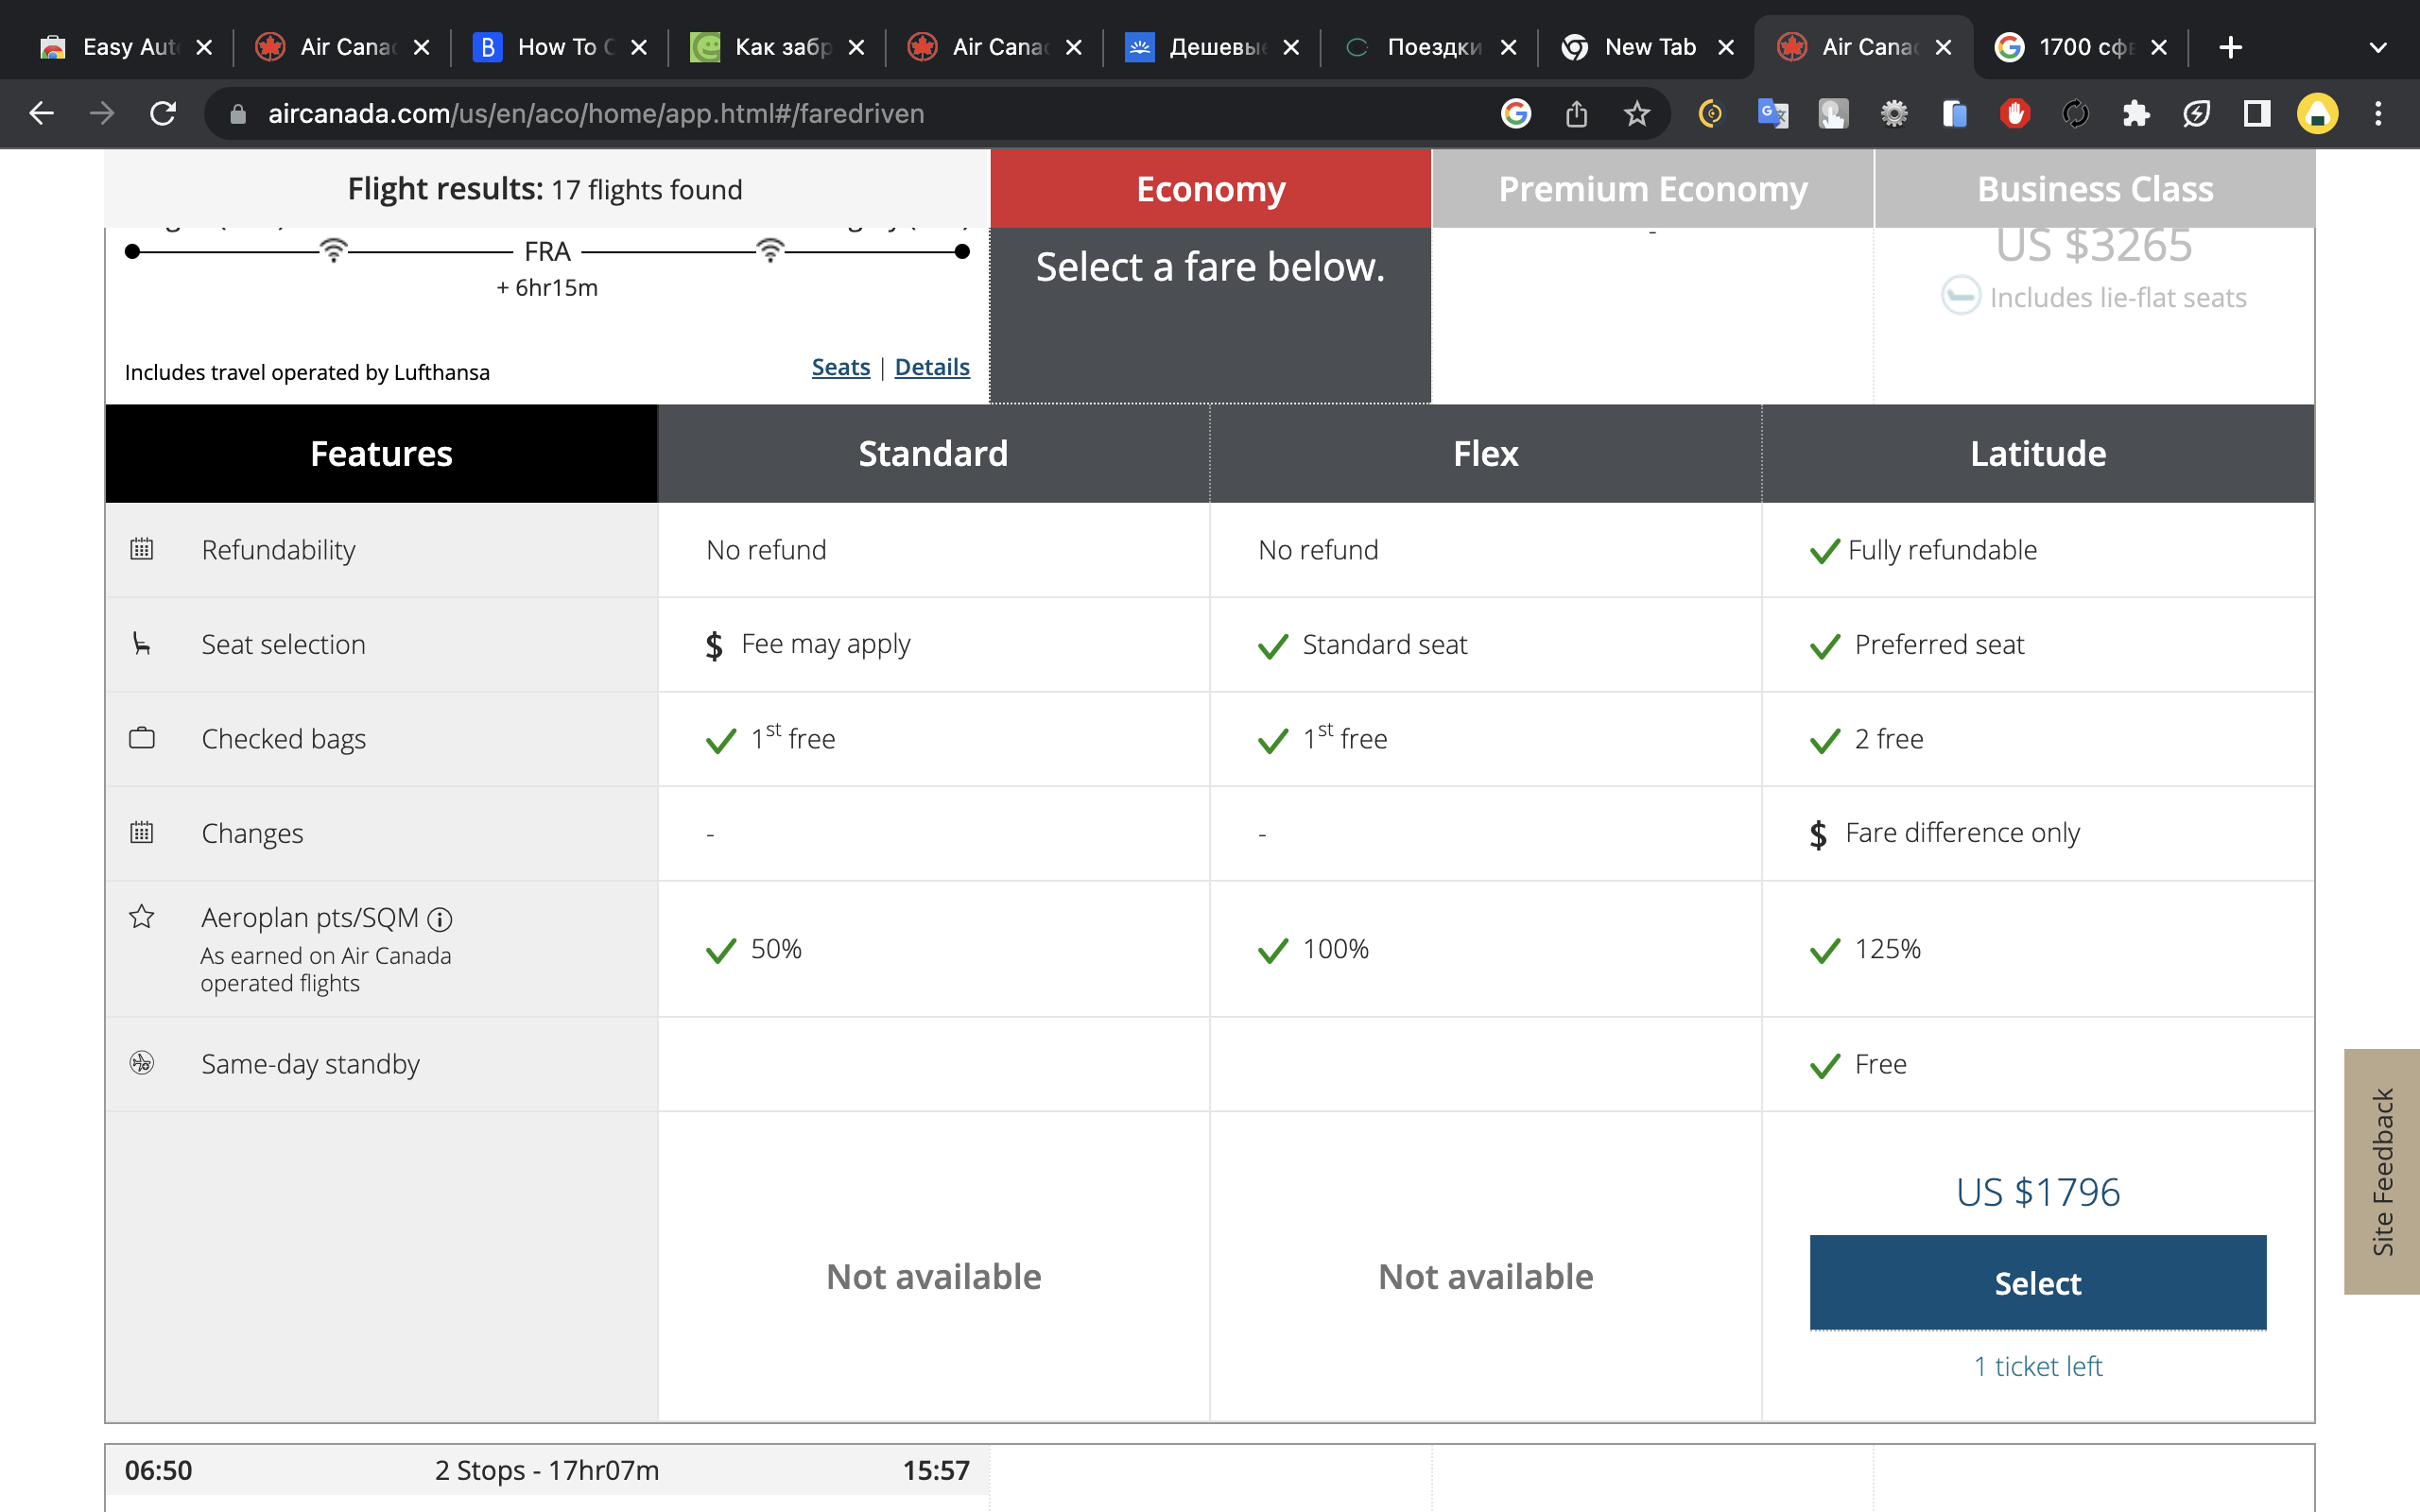 Easy Aut
Air Cana
How To C
Как забр
Air Cana
Дешевы
Поездки
New Tab
Air Cana
1700 сф
aircanada.com/us/en/aco/home/app.html#/faredriven
Flight results: 17 flights found
Economy
Premium Economy
Business Class
FRA
+ 6hr15m
Select a fare below.
-
US $3265
Includes lie-flat seats
Includes travel operated by Lufthansa
Seats | Details
Features
Standard
Flex
Latitude
Refundability
No refund
No refund
Fully refundable
Seat selection
$ Fee may apply
Standard seat
Preferred seat
Checked bags
1st free
1st free
2 free
Changes
-
-
$ Fare difference only
Aeroplan pts/SQM
As earned on Air Canada
operated flights
50%
100%
125%
Same-day standby
Free
Not available
Not available
US $1796
Select
1 ticket left
Site Feedback
06:50
2 Stops - 17hr07m
15:57